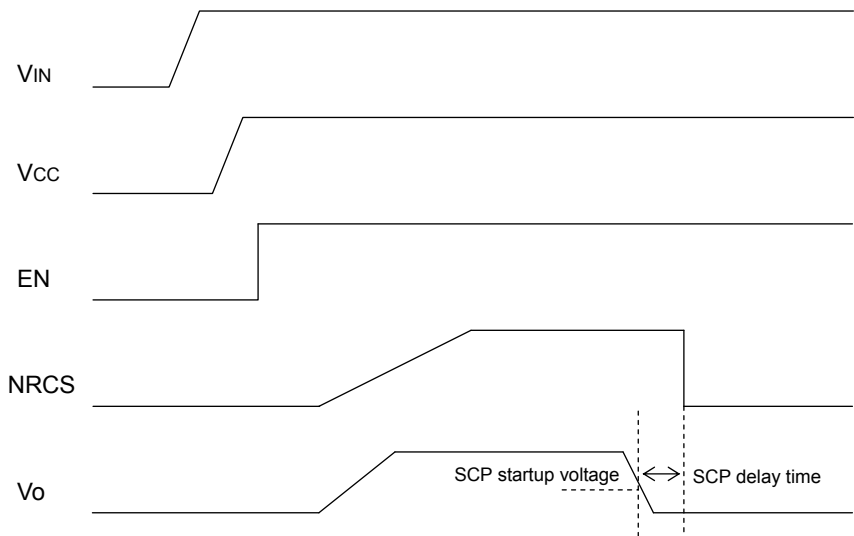 VIN
VCC
EN
NRCS
SCP startup voltage
SCP delay time
Vo